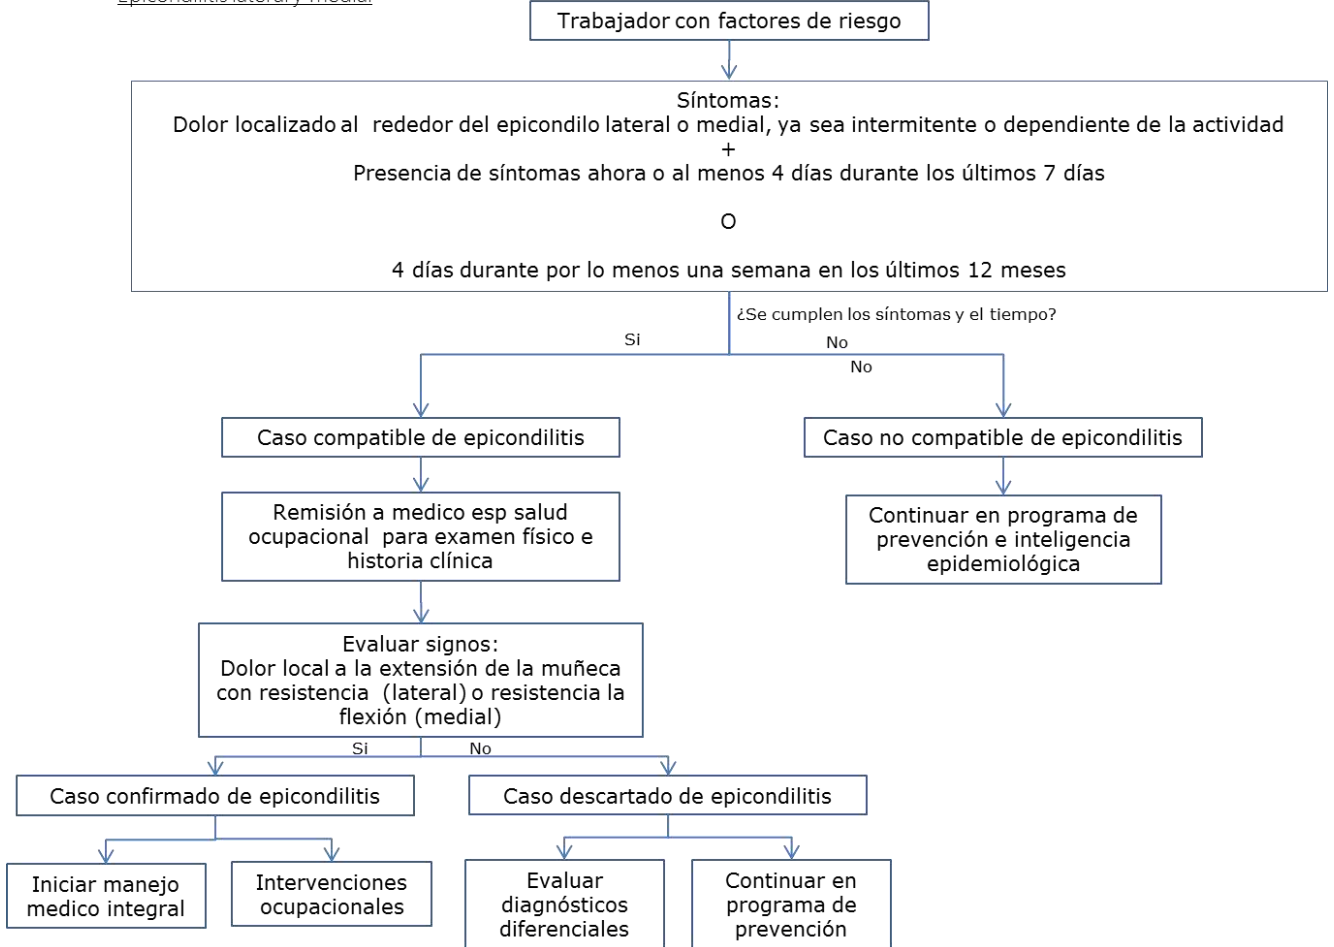 Epicondilitis lateral y medial
Trabajador con factores de riesgo
Síntomas:
Dolor localizado al rededor del epicondilo lateral o medial, ya sea intermitente o dependiente de la actividad
+
Presencia de síntomas ahora o al menos 4 días durante los últimos 7 días
O
4 días durante por lo menos una semana en los últimos 12 meses
¿Se cumplen los síntomas y el tiempo?
Si
No
No
Caso compatible de epicondilitis
Caso no compatible de epicondilitis
Remisión a medico esp salud
ocupacional para examen físico e
historia clínica
Continuar en programa de
prevención e inteligencia
epidemiológica
Evaluar signos:
Dolor local a la extensión de la muñeca
con resistencia (lateral) o resistencia la
flexión (medial)
Si
No
Caso confirmado de epicondilitis
Caso descartado de epicondilitis
Iniciar manejo
medico integral
Intervenciones
ocupacionales
Evaluar
diagnósticos
diferenciales
Continuar en
programa de
prevención